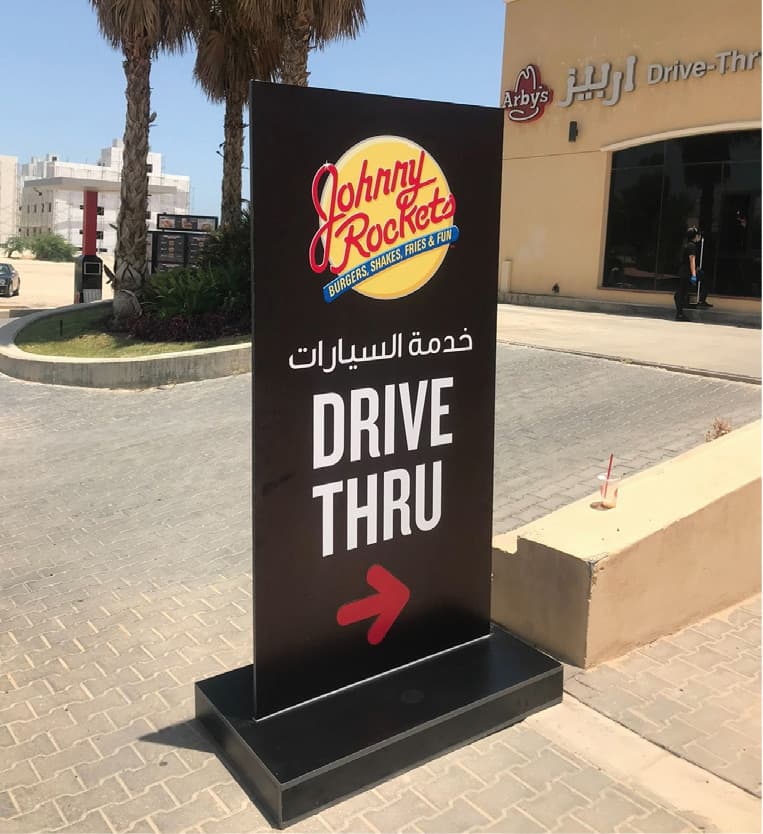 Johnny
Rockets
BURGERS, SHAKES, FRIES & FUN
خدمة السيارات
DRIVE
THRU
Arby's
اربيز
Drive-Thr